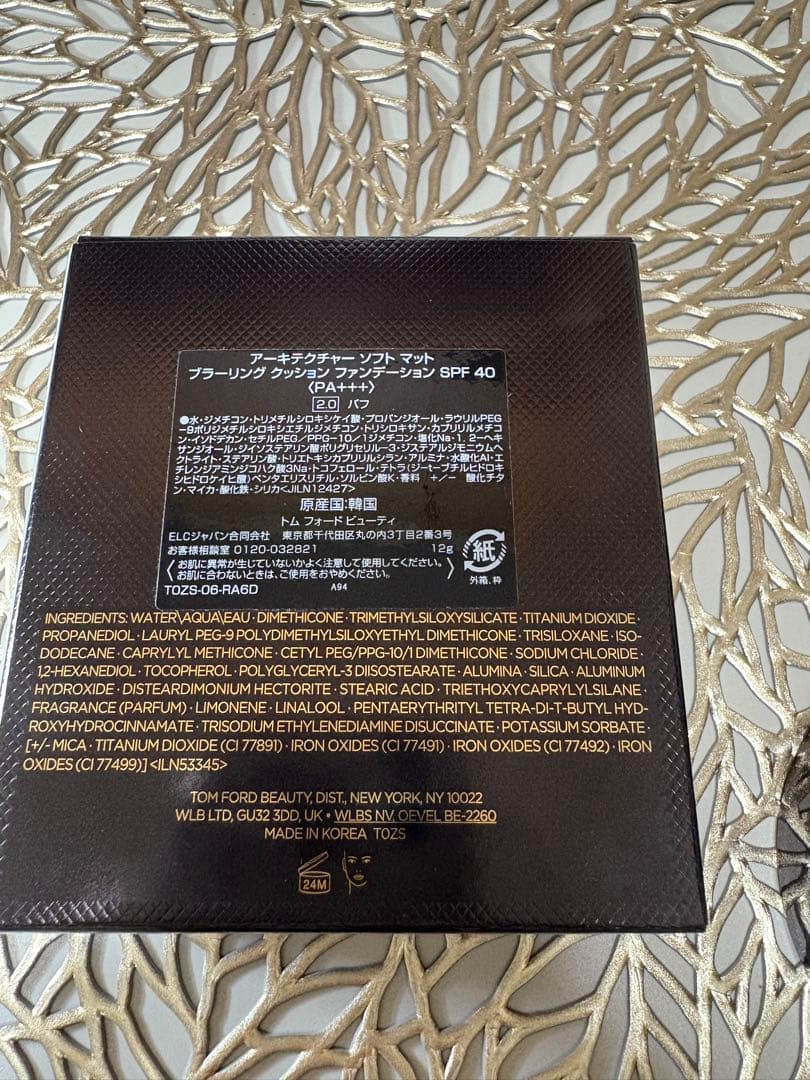 アーキテクチャー ソフト マット
ブラーリング クッション ファンデーション SPF 40
〈PA+++〉
2.0 バフ
●水・ジメチコン・トリメチルシロキシケイ酸・プロパンジオール・ラウリルPEG
-9ポリジメチルシロキシエチルジメチコン・トリシロキサン・カプリリルメチコ
ン・イソドデカン・セチルPEG/PPG-10/1ジメチコン・塩化Na・1, 2-ヘキ
サンジオール・ジイソステアリン酸ポリグリセリル-3・ジステアルジモニウムヘ
クトライト・ステアリン酸・トリエトキシカプリリルシラン・アルミナ・水酸化Al・エ
チレンジアミンジコハク酸3Na・トコフェロール・テトラ(ジ-t-ブチルヒドロキ
シヒドロケイヒ酸)ペンタエリスリチル・ソルビン酸K・香料 +/- 酸化チタ
ン・マイカ・酸化鉄・シリカ<JILN12427>
原産国:韓国
トム フォード ビューティ
ELCジャパン合同会社 東京都千代田区丸の内3丁目2番3号
お客様相談室 0120-032821 12g
〈お肌に異常が生じていないかよく注意して使用してください。
お肌に合わないときは、ご使用をおやめください。〉
T0ZS-06-RA6D A94
紙
外箱、枠
INGREDIENTS: WATER\AQUA\EAU · DIMETHICONE · TRIMETHYLSILOXYSILICATE · TITANIUM DIOXIDE ·
PROPANEDIOL · LAURYL PEG-9 POLYDIMETHYLSILOXYETHYL DIMETHICONE · TRISILOXANE · ISO-
DODECANE · CAPRYLYL METHICONE · CETYL PEG/PPG-10/1 DIMETHICONE · SODIUM CHLORIDE ·
1,2-HEXANEDIOL · TOCOPHEROL · POLYGLYCERYL-3 DIISOSTEARATE · ALUMINA · SILICA · ALUMINUM
HYDROXIDE · DISTEARDIMONIUM HECTORITE · STEARIC ACID · TRIETHOXYCAPRYLYLSILANE ·
FRAGRANCE (PARFUM) · LIMONENE · LINALOOL · PENTAERYTHRITYL TETRA-DI-T-BUTYL HYD-
ROXYHYDROCINNAMATE · TRISODIUM ETHYLENEDIAMINE DISUCCINATE · POTASSIUM SORBATE ·
[+/- MICA · TITANIUM DIOXIDE (CI 77891) · IRON OXIDES (CI 77491) · IRON OXIDES (CI 77492) · IRON
OXIDES (CI 77499)] <ILN53345>
TOM FORD BEAUTY, DIST., NEW YORK, NY 10022
WLB LTD, GU32 3DD, UK • WLBS NV, OEVEL BE-2260
MADE IN KOREA T0ZS
24M